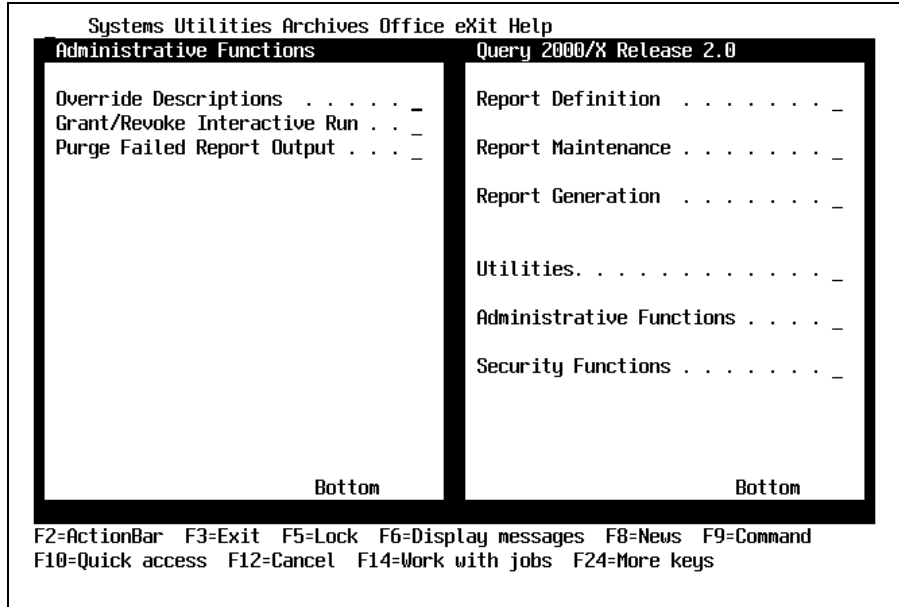 Systems Utilities Archives Office eXit Help
Administrative Functions
Override Descriptions . . . . . _
Grant/Revoke Interactive Run . . _
Purge Failed Report Output . . . _
Bottom
Query 2000/X Release 2.0
Report Definition . . . . . . . _
Report Maintenance . . . . . . . _
Report Generation . . . . . . . _
Utilities. . . . . . . . . . . . _
Administrative Functions . . . . _
Security Functions . . . . . . . _
Bottom
F2=ActionBar F3=Exit F5=Lock F6=Display messages F8=News F9=Command
F10=Quick access F12=Cancel F14=Work with jobs F24=More keys